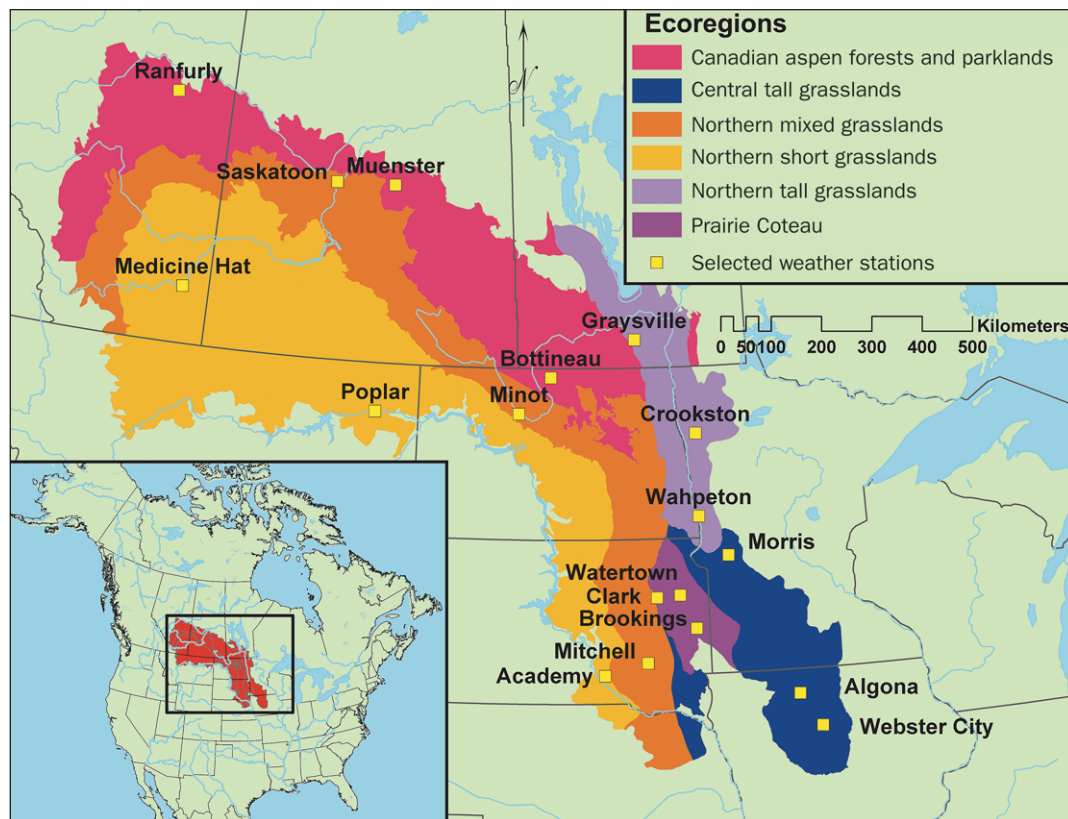 Ecoregions
Canadian aspen forests and parklands
Central tall grasslands
Northern mixed grasslands
Northern short grasslands
Northern tall grasslands
Prairie Coteau
Selected weather stations
N
Ranfurly
Saskatoon
Muenster
Medicine Hat
Graysville
Kilometers
0 50 100 200 300 400 500
Bottineau
Poplar
Minot
Crookston
Wahpeton
Morris
Watertown
Clark
Brookings
Mitchell
Academy
Algona
Webster City